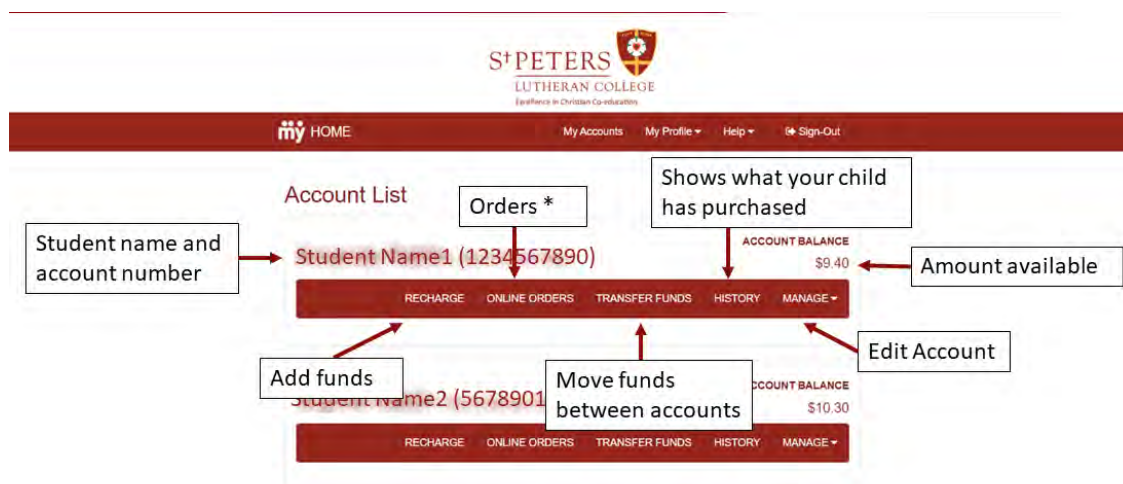 St PETERS
LUTHERAN COLLEGE
Excellence in Christian Co-education
my HOME
My Accounts My Profile Help Sign-Out
Account List
Orders *
Shows what your child
has purchased
Student name and
account number
Student Name1 (1234567890)
ACCOUNT BALANCE
$9.40
Amount available
RECHARGE ONLINE ORDERS TRANSFER FUNDS HISTORY MANAGE
Add funds
Move funds
between accounts
Edit Account
Student Name2 (5678901
CCOUNT BALANCE
$10.30
RECHARGE ONLINE ORDERS TRANSFER FUNDS HISTORY MANAGE